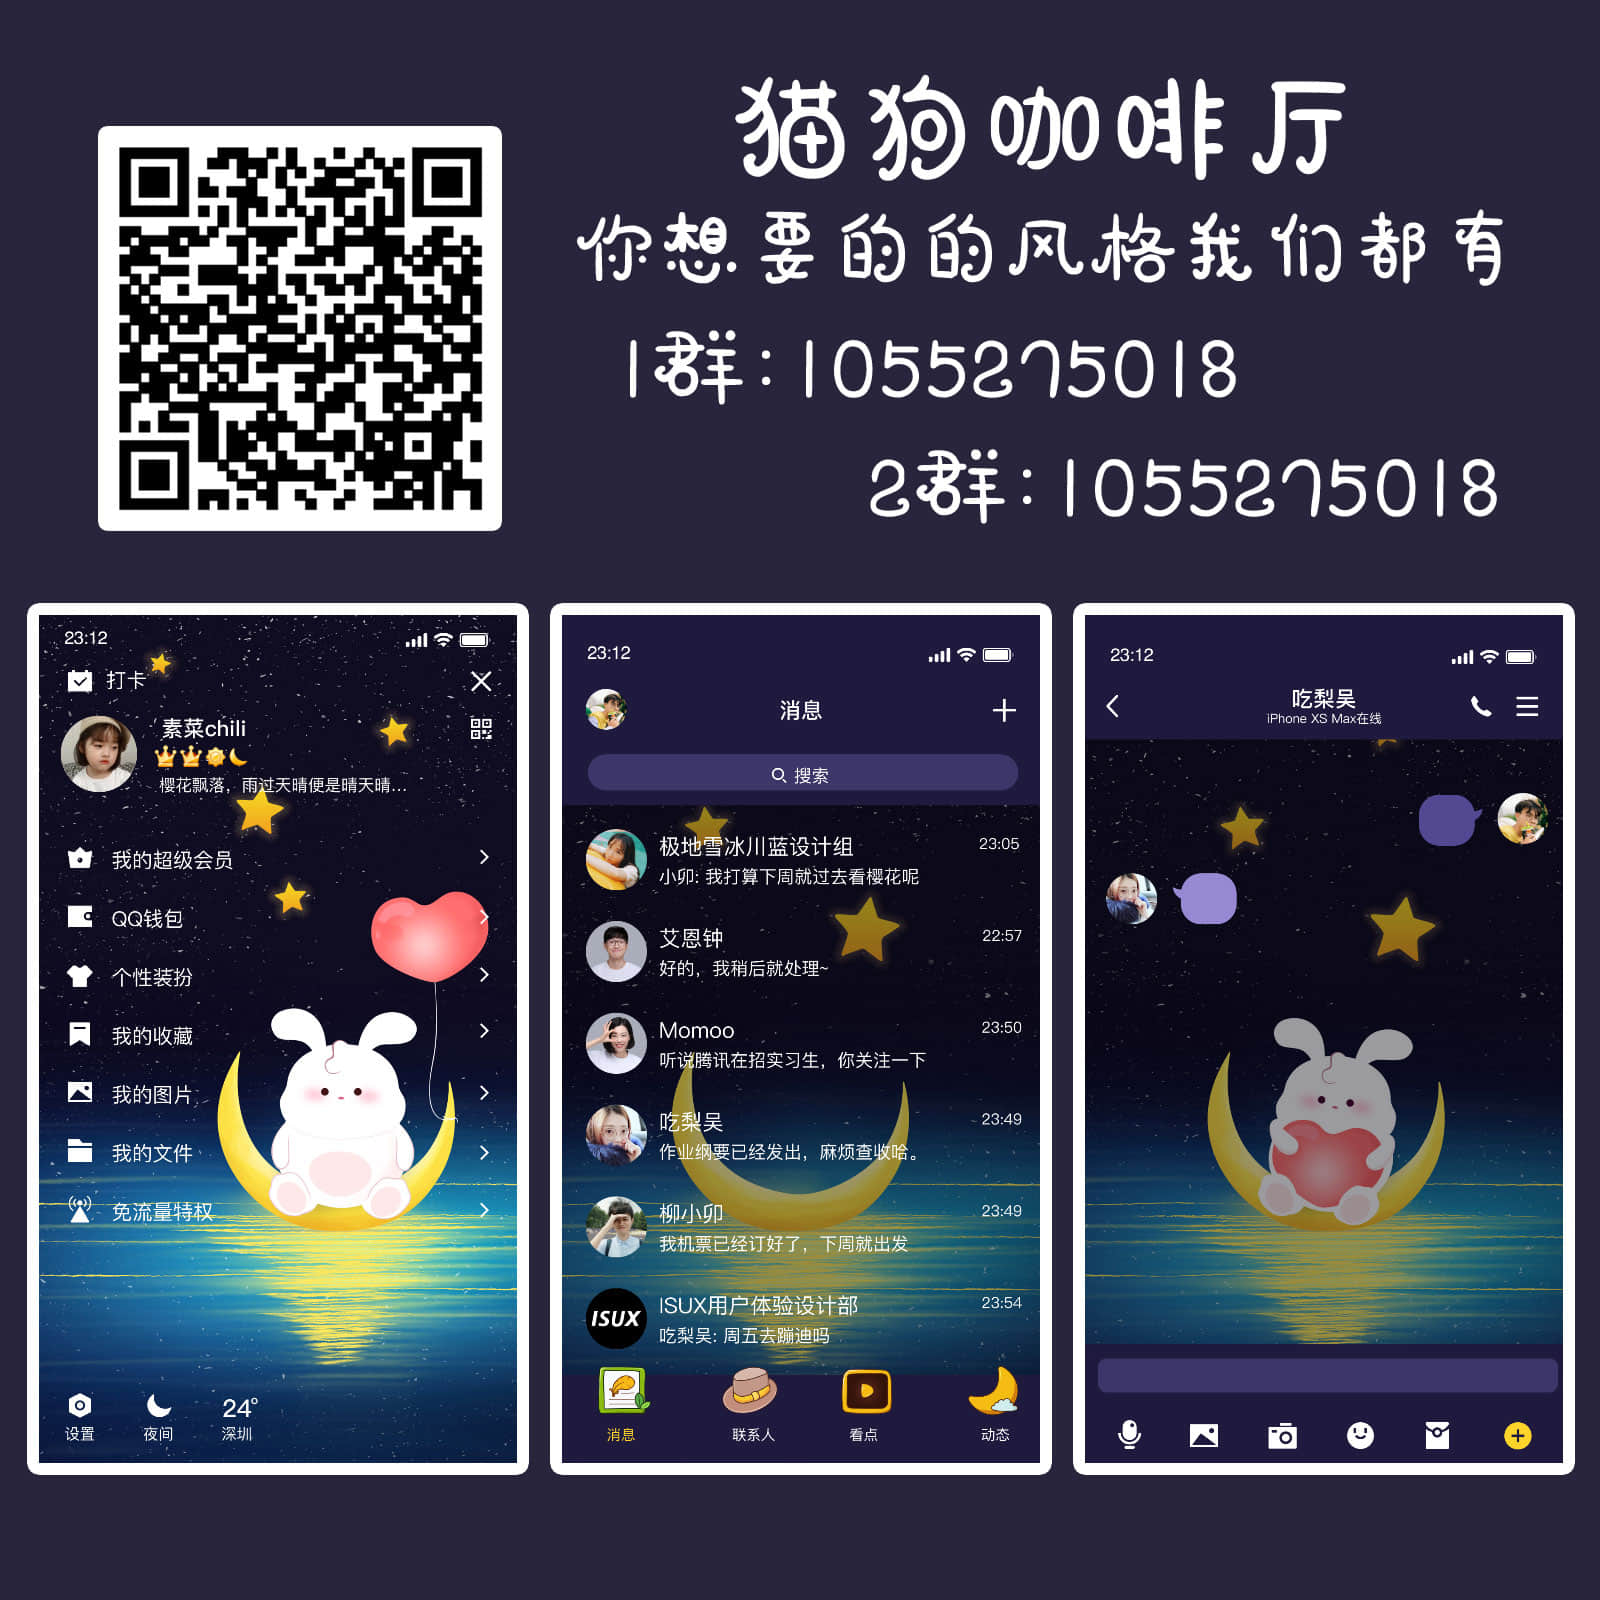 猫狗咖啡厅
你想要的的风格我们都有
1群:1055275018
2群:1055275018
23:12
打卡
素菜chili
樱花飘落，雨过天晴便是晴天晴...
我的超级会员
QQ钱包
个性装扮
我的收藏
我的图片
我的文件
免流量特权
24°
设置 夜间 深圳
23:12
消息
搜索
极地雪冰川蓝设计组 23:05
小卯: 我打算下周就过去看樱花呢
艾恩钟 22:57
好的，我稍后就处理~
Momoo 23:50
听说腾讯在招实习生，你关注一下
吃梨吴 23:49
作业纲要已经发出，麻烦查收哈。
柳小卯 23:49
我机票已经订好了，下周就出发
ISUX
ISUX用户体验设计部 23:54
吃梨吴: 周五去蹦迪吗
消息 联系人 看点 动态
23:12
吃梨吴
iPhone XS Max在线